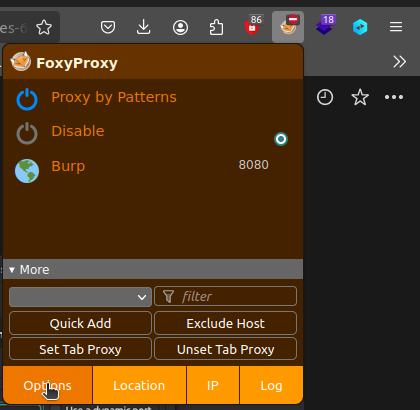 es-6
86
18
FoxyProxy
Proxy by Patterns
Disable
Burp 8080
▾ More
filter
Quick Add Exclude Host
Set Tab Proxy Unset Tab Proxy
Options Location IP Log
Use a dynamic port